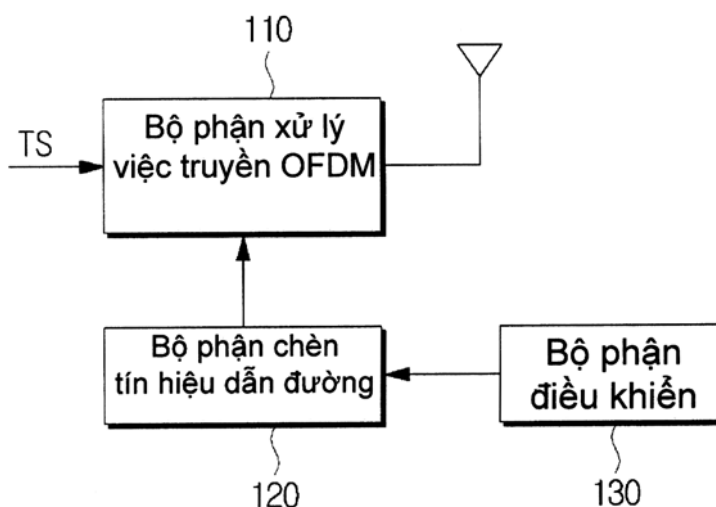 110
TS
Bộ phận xử lý
việc truyền OFDM
Bộ phận chèn
tín hiệu dẫn đường
Bộ phận
điều khiển
120
130